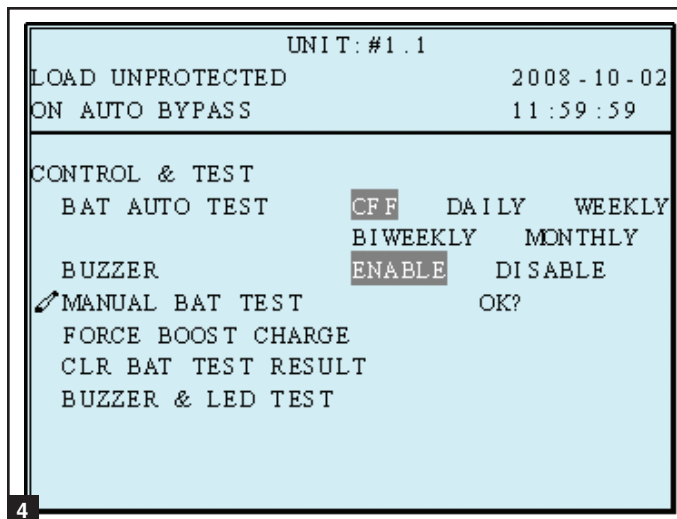 UNIT:#1.1
LOAD UNPROTECTED 2008-10-02
ON AUTO BYPASS 11:59:59
CONTROL & TEST
BAT AUTO TEST CFF DAILY WEEKLY
BIWEEKLY MONTHLY
BUZZER ENABLE DISABLE
MANUAL BAT TEST OK?
FORCE BOOST CHARGE
CLR BAT TEST RESULT
BUZZER & LED TEST
4